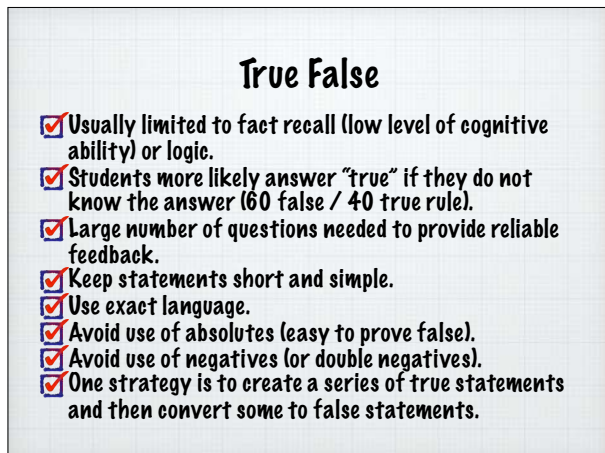 True False
Usually limited to fact recall (low level of cognitive
ability) or logic.
Students more likely answer "true" if they do not
know the answer (60 false / 40 true rule).
Large number of questions needed to provide reliable
feedback.
Keep statements short and simple.
Use exact language.
Avoid use of absolutes (easy to prove false).
Avoid use of negatives (or double negatives).
One strategy is to create a series of true statements
and then convert some to false statements.